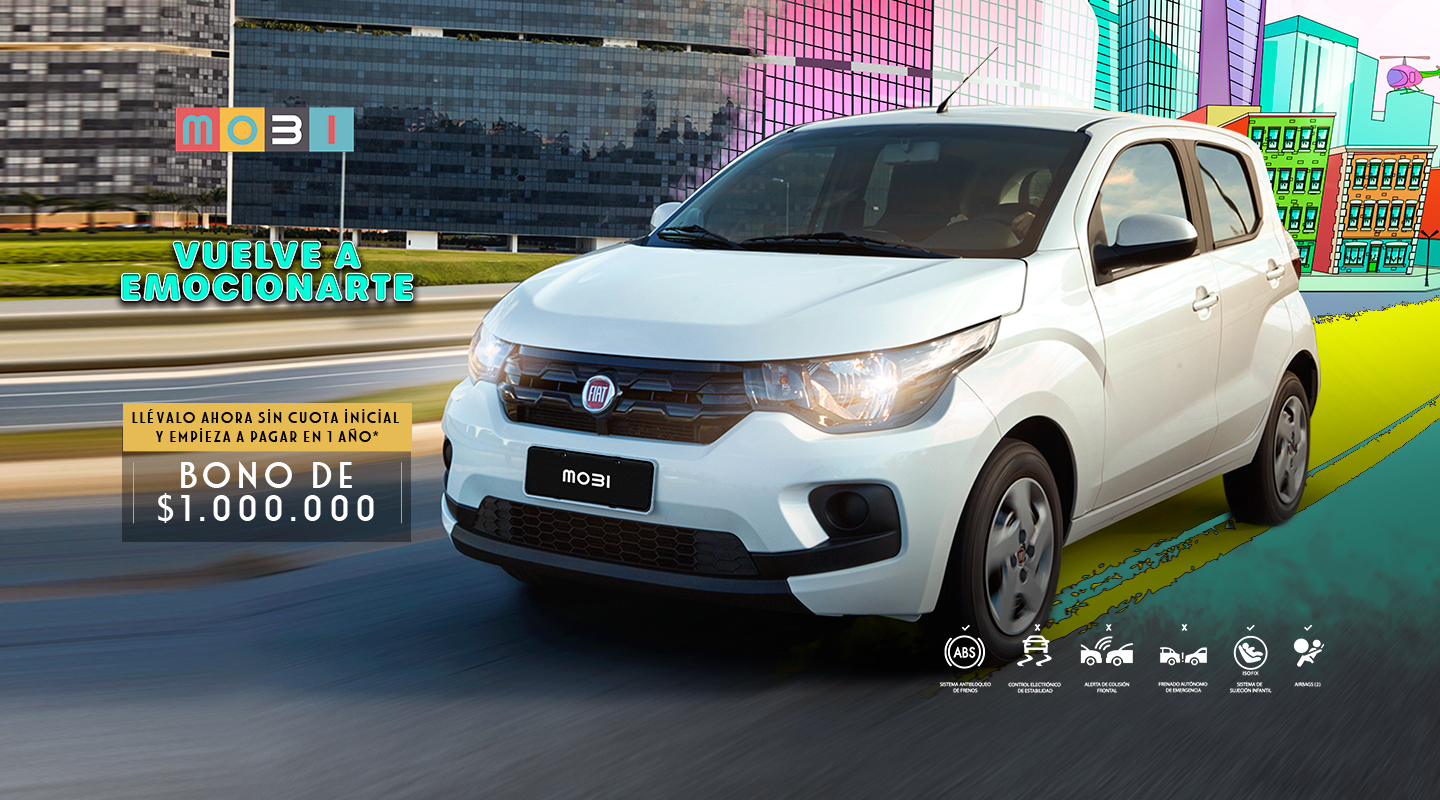 MOBI
VUELVE A
EMOCIONARTE
LLÉVALO AHORA SIN CUOTA INICIAL
Y EMPIEZA A PAGAR EN 1 AÑO*
BONO DE
$1.000.000
FIAT
MOBI
✓ X X X ✓ ✓
ABS
ISOFIX
SISTEMA ANTIBLOQUEO
DE FRENOS
CONTROL ELECTRÓNICO
DE ESTABILIDAD
ALERTA DE COLISIÓN
FRONTAL
FRENADO AUTÓNOMO
DE EMERGENCIA
SISTEMA DE
SUJECIÓN INFANTIL
AIRBAGS (2)